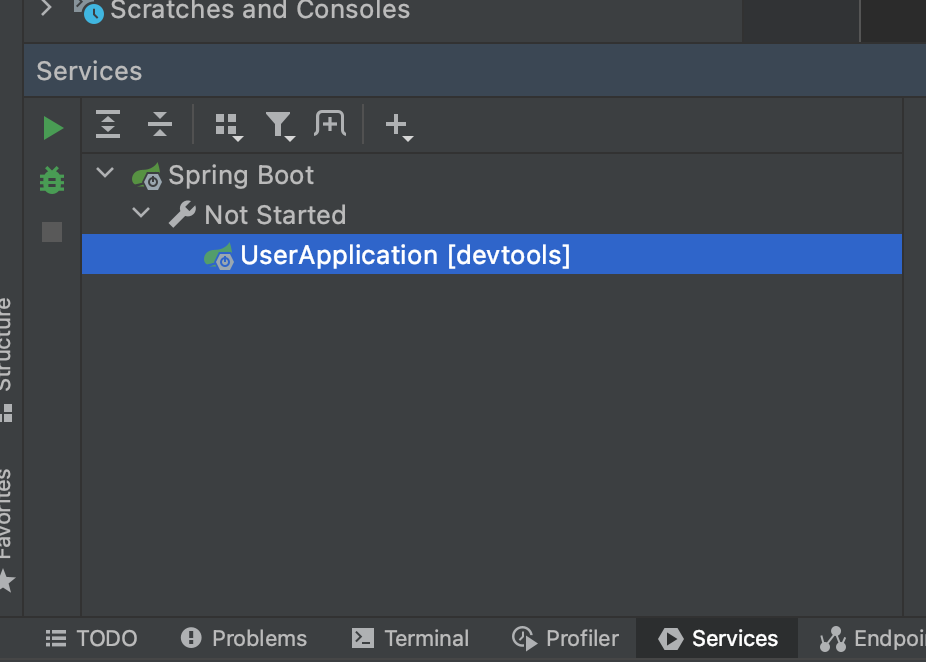 Scratches and Consoles
Services
Spring Boot
Not Started
UserApplication [devtools]
Structure
Favorites
TODO
Problems
Terminal
Profiler
Services
Endpoi